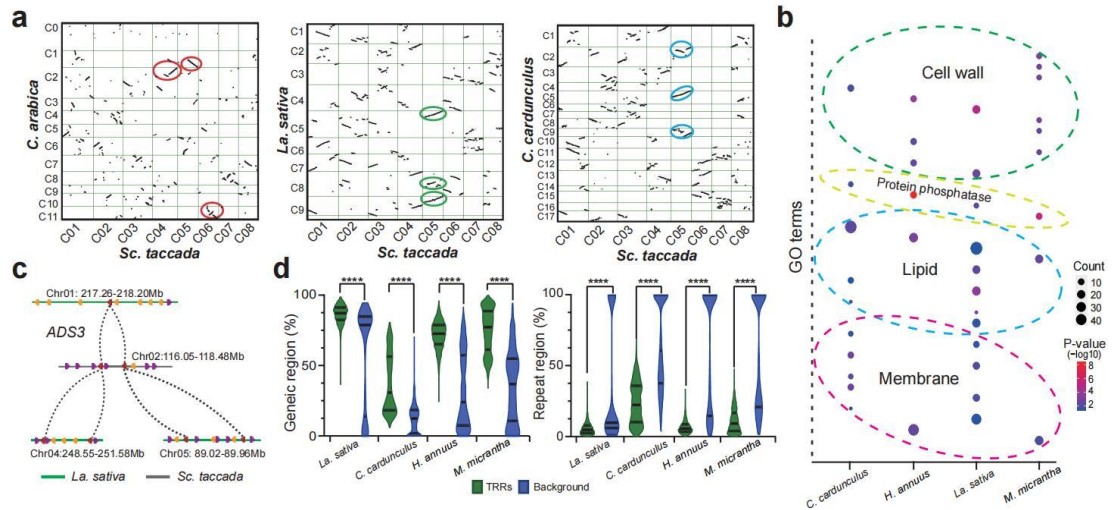 a
C. arabica
C0
C1
C2
C3
C4
C5
C6
C7
C8
C9
C10
C11
C01
C02
C03
C04
C05
C06
C07
C08
Sc. taccada
La. sativa
C1
C2
C3
C4
C5
C6
C7
C8
C9
C01
C02
C03
C04
C05
C06
C07
C08
Sc. taccada
C. cardunculus
C1
C2
C3
C4
C5
C6
C7
C8
C9
C10
C11
C12
C13
C14
C15
C16
C17
C01
C02
C03
C04
C05
C06
C07
C08
Sc. taccada
b
GO terms
Cell wall
Protein phosphatase
Lipid
Membrane
C. cardunculus
H. annuus
La. sativa
M. micrantha
Count
10
20
30
40
P-value
(−log10)
8
6
4
2
c
Chr01: 217.26-218.20Mb
ADS3
Chr02:116.05-118.48Mb
Chr04:248.55-251.58Mb
Chr05: 89.02-89.96Mb
La. sativa
Sc. taccada
d
Geneic region (%)
100
50
0
****
****
****
****
La. sativa
C. cardunculus
H. annuus
M. micrantha
Repeat region (%)
100
50
0
****
****
****
****
La. sativa
C. cardunculus
H. annuus
M. micrantha
TRRs
Background